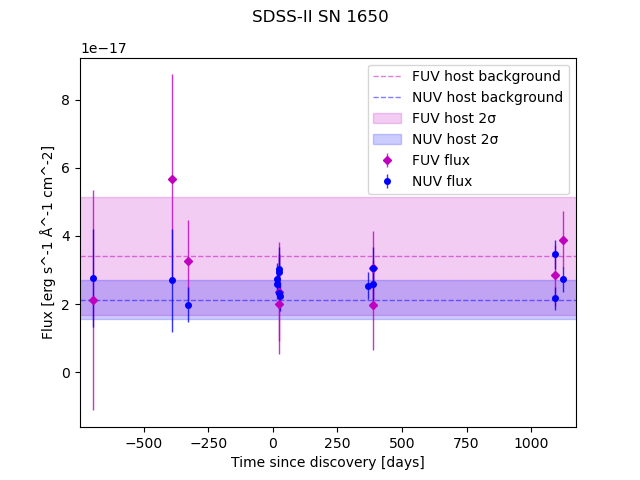 SDSS-II SN 1650
1e−17
FUV host background
NUV host background
FUV host 2σ
NUV host 2σ
FUV flux
NUV flux
8
6
4
2
0
Flux [erg s^-1 Å^-1 cm^-2]
−500 −250 0 250 500 750 1000
Time since discovery [days]